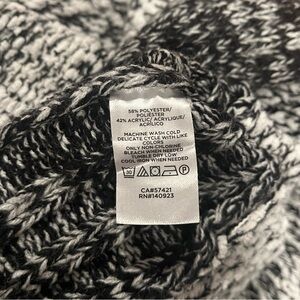 58% POLYESTER/
POLIESTER
42% ACRYLIC/ ACRYLIQUE/
ACRILICO
MACHINE WASH COLD
DELICATE CYCLE WITH LIKE
COLORS
ONLY NON-CHLORINE
BLEACH WHEN NEEDED
TUMBLE DRY LOW
COOL IRON WHEN NEEDED
30
P
CA#57421
RN#140923